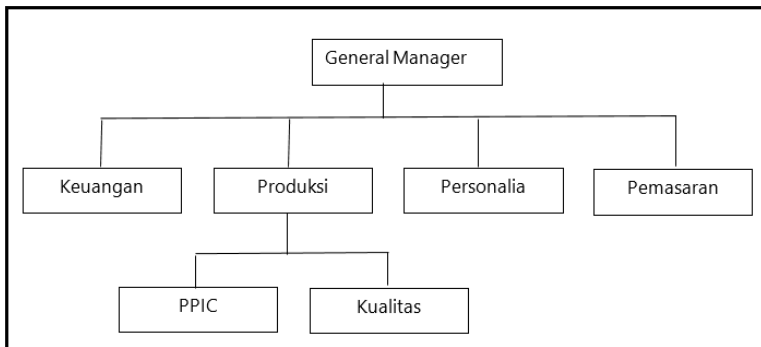 General Manager
Keuangan
Produksi
Personalia
Pemasaran
PPIC
Kualitas